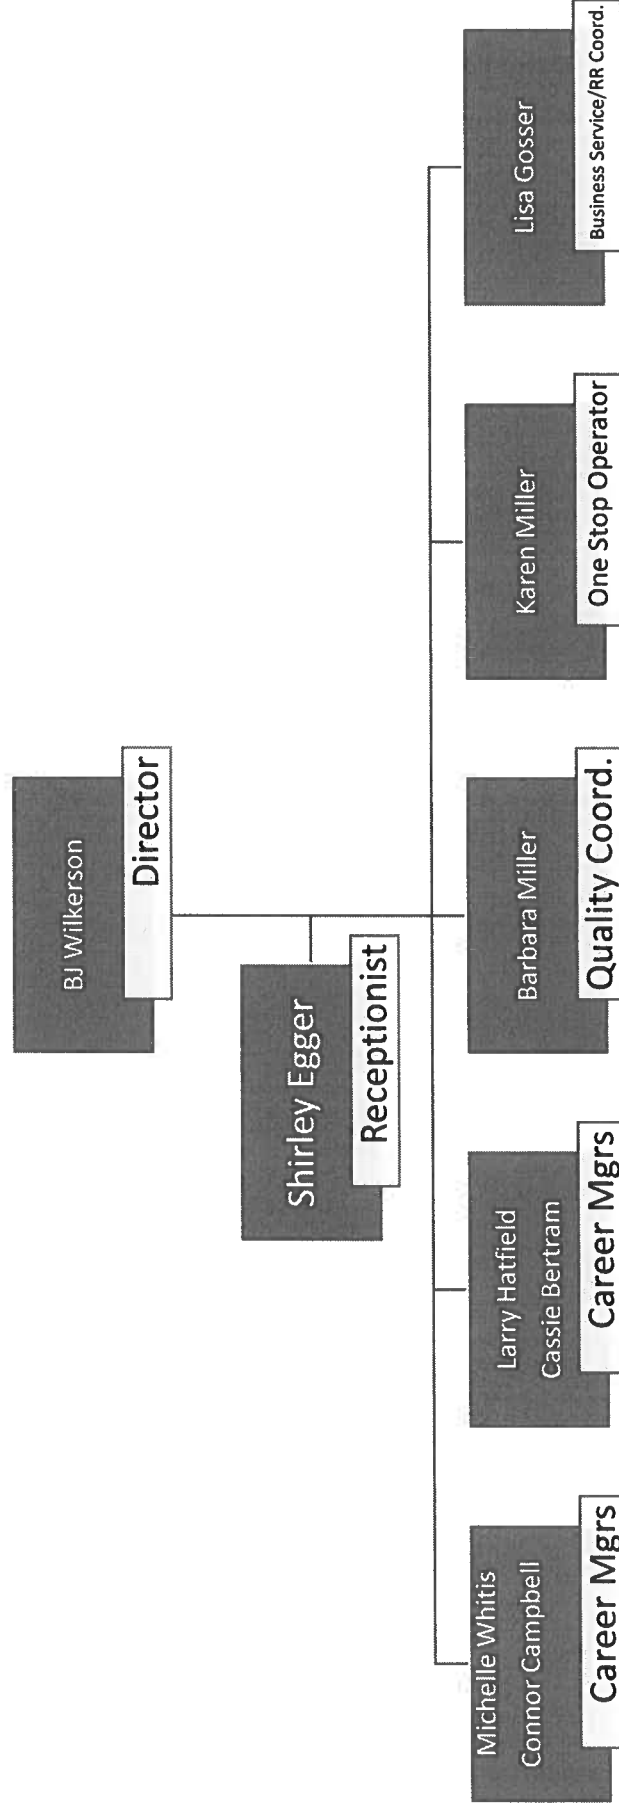 BJ Wilkerson
Director
Shirley Egger
Receptionist
Michelle Whitis
Connor Campbell
Career Mgrs
Larry Hatfield
Cassie Bertram
Career Mgrs
Barbara Miller
Quality Coord.
Karen Miller
One Stop Operator
Lisa Gosser
Business Service/RR Coord.